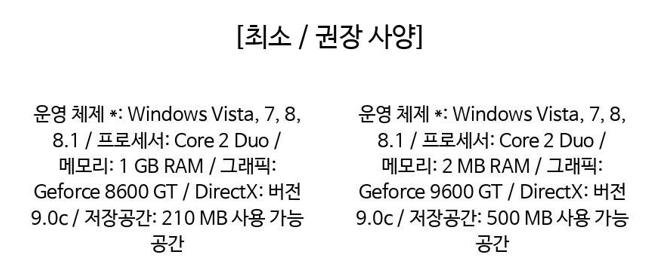 [최소 / 권장 사양]
운영 체제 *: Windows Vista, 7, 8,
8.1 / 프로세서: Core 2 Duo /
메모리: 1 GB RAM / 그래픽:
Geforce 8600 GT / DirectX: 버전
9.0c / 저장공간: 210 MB 사용 가능
공간
운영 체제 *: Windows Vista, 7, 8,
8.1 / 프로세서: Core 2 Duo /
메모리: 2 MB RAM / 그래픽:
Geforce 9600 GT / DirectX: 버전
9.0c / 저장공간: 500 MB 사용 가능
공간